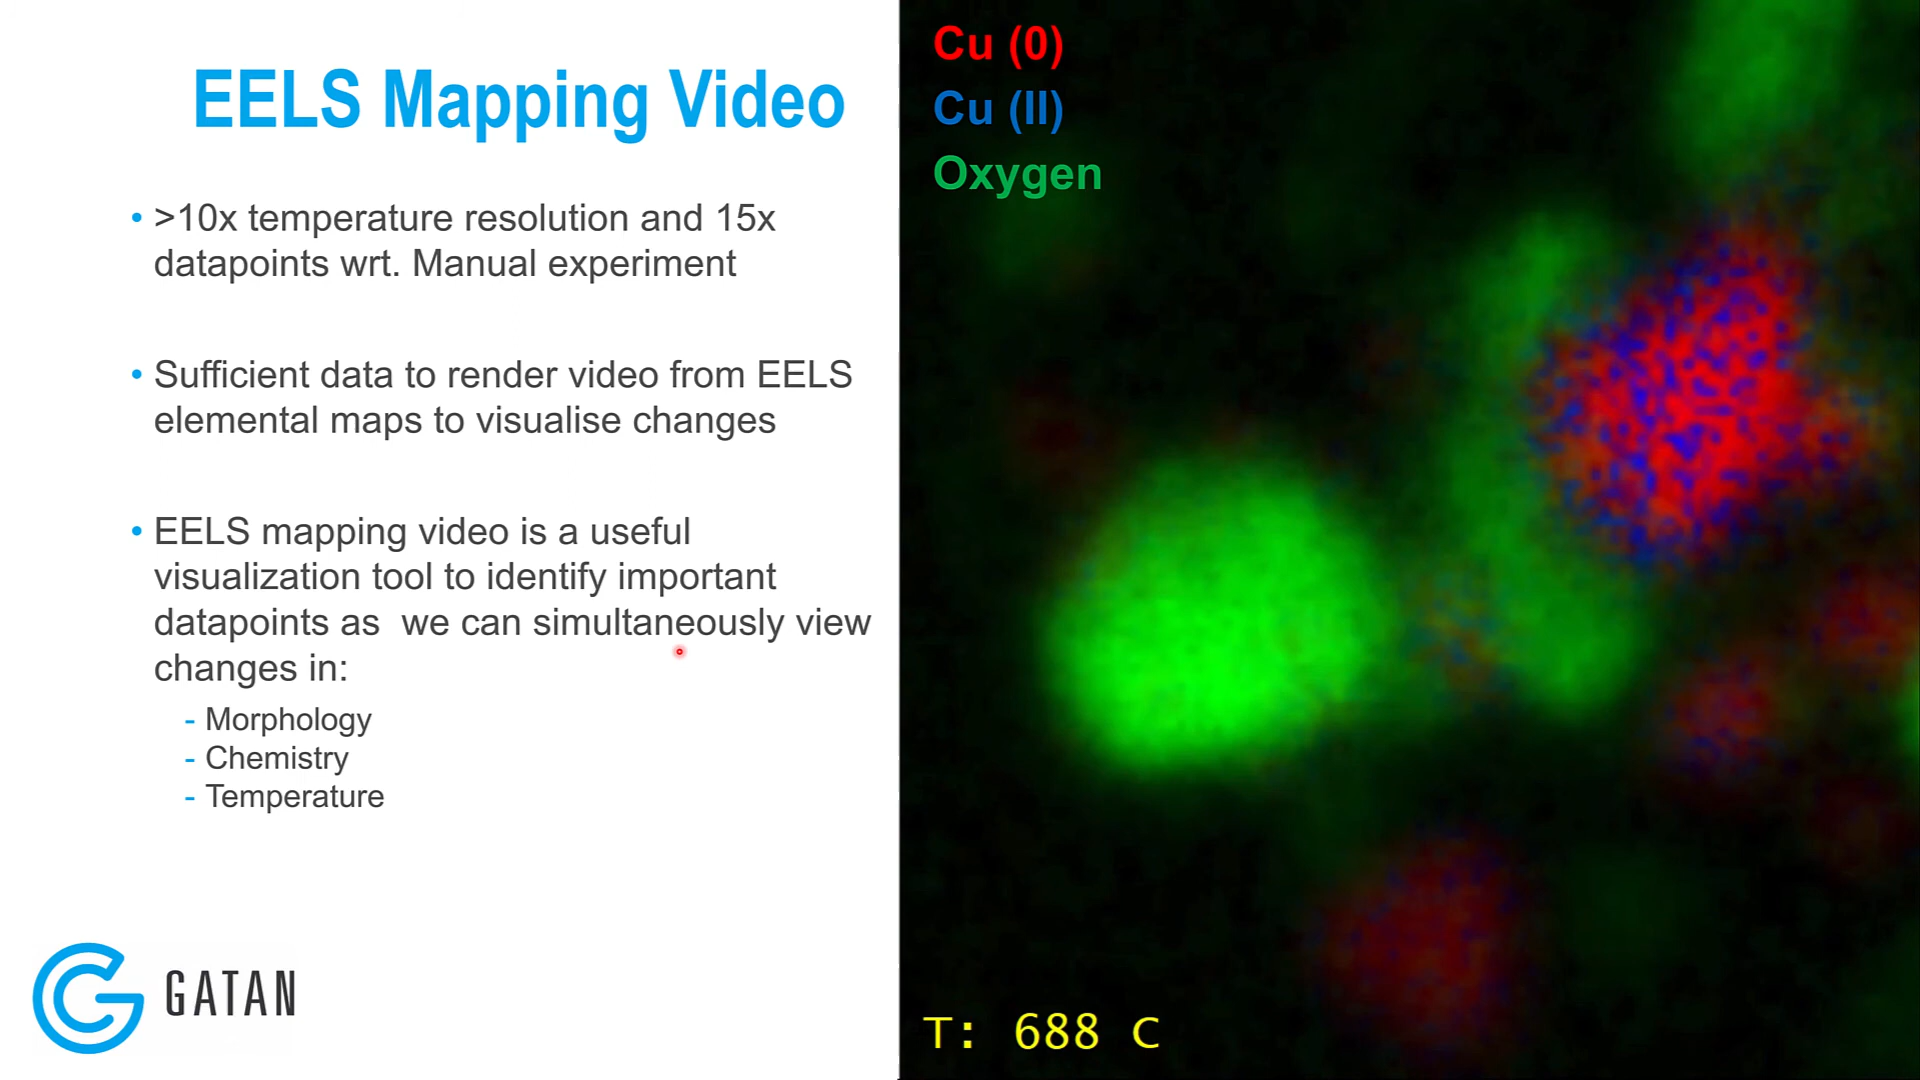 EELS Mapping Video
• >10x temperature resolution and 15x
datapoints wrt. Manual experiment
• Sufficient data to render video from EELS
elemental maps to visualise changes
• EELS mapping video is a useful
visualization tool to identify important
datapoints as  we can simultaneously view
changes in:
- Morphology
- Chemistry
- Temperature
GATAN
Cu (0)
Cu (II)
Oxygen
T: 688 C